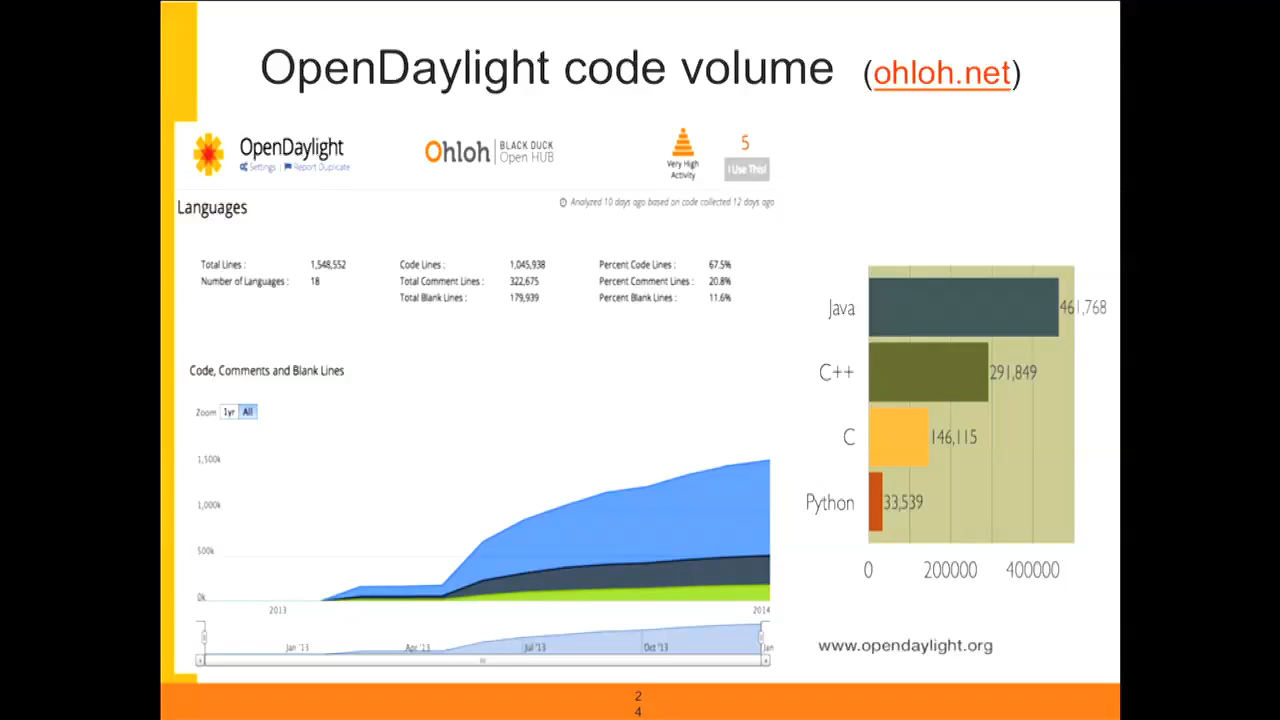 OpenDaylight code volume (ohloh.net)
OpenDaylight
Settings | Report Duplicate
Ohloh BLACK DUCK Open HUB
Very High Activity
5
I Use This!
Languages
Analyzed 10 days ago based on code collected 12 days ago
Total Lines : 1,548,552
Number of Languages : 18
Code Lines : 1,045,938
Total Comment Lines : 322,675
Total Blank Lines : 179,939
Percent Code Lines : 67.5%
Percent Comment Lines : 20.8%
Percent Blank Lines : 11.6%
Code, Comments and Blank Lines
Zoom 1yr All
1,500k
1,000k
500k
0k
2013 2014
Jan '13 Apr '13 Jul '13 Oct '13 Jan
Java 461,768
C++ 291,849
C 146,115
Python 33,539
0 200000 400000
www.opendaylight.org
2
4